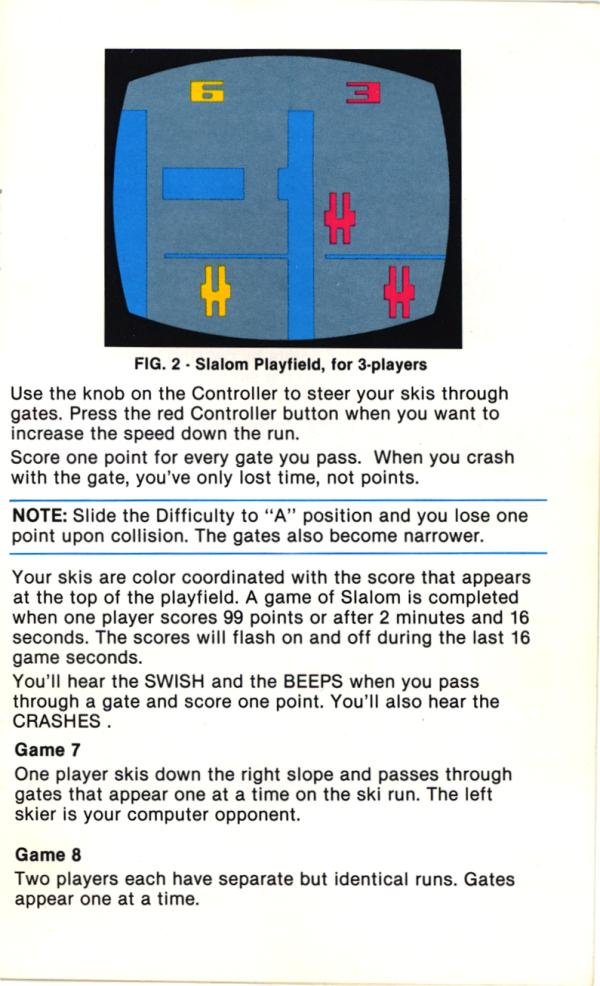 6 3
FIG. 2 - Slalom Playfield, for 3-players
Use the knob on the Controller to steer your skis through
gates. Press the red Controller button when you want to
increase the speed down the run.
Score one point for every gate you pass. When you crash
with the gate, you've only lost time, not points.
NOTE: Slide the Difficulty to "A" position and you lose one
point upon collision. The gates also become narrower.
Your skis are color coordinated with the score that appears
at the top of the playfield. A game of Slalom is completed
when one player scores 99 points or after 2 minutes and 16
seconds. The scores will flash on and off during the last 16
game seconds.
You'll hear the SWISH and the BEEPS when you pass
through a gate and score one point. You'll also hear the
CRASHES .
Game 7
One player skis down the right slope and passes through
gates that appear one at a time on the ski run. The left
skier is your computer opponent.
Game 8
Two players each have separate but identical runs. Gates
appear one at a time.